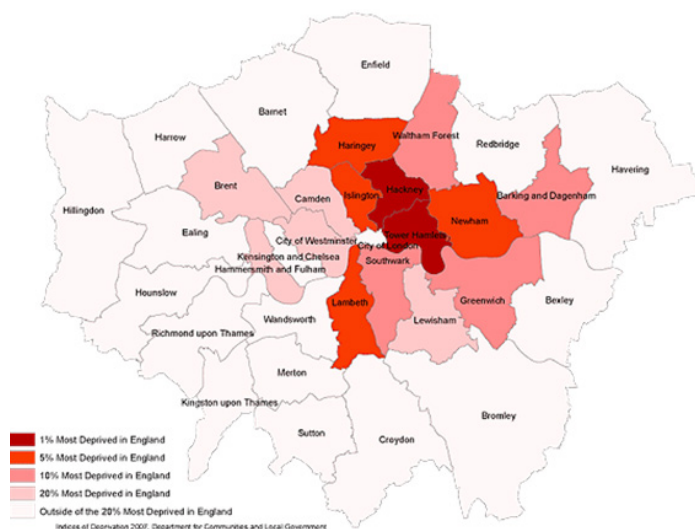 Enfield
Barnet
Harrow
Haringey
Waltham Forest
Redbridge
Havering
Brent
Camden
Islington
Hackney
Barking and Dagenham
Hillingdon
Ealing
Newham
City of Westminster
Tower Hamlets
City of London
Kensington and Chelsea
Southwark
Hammersmith and Fulham
Hounslow
Lambeth
Greenwich
Bexley
Wandsworth
Lewisham
Richmond upon Thames
Merton
Kingston upon Thames
Bromley
Sutton
Croydon
1% Most Deprived in England
5% Most Deprived in England
10% Most Deprived in England
20% Most Deprived in England
Outside of the 20% Most Deprived in England
Indices of Deprivation 2007, Department for Communities and Local Government